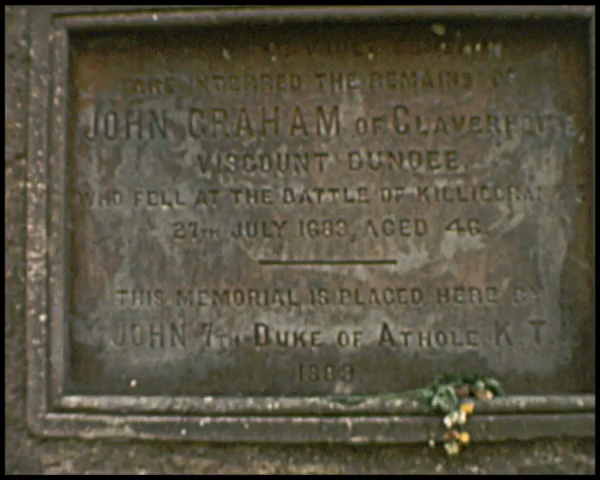 VAULT
ARE INTERRED THE REMAINS OF
JOHN GRAHAM OF CLAVERHOUSE,
VISCOUNT DUNDEE,
WHO FELL AT THE BATTLE OF KILLIECRANKIE
27TH JULY 1689, AGED 46.
THIS MEMORIAL IS PLACED HERE BY
JOHN 7TH DUKE OF ATHOLE K.T.
1889